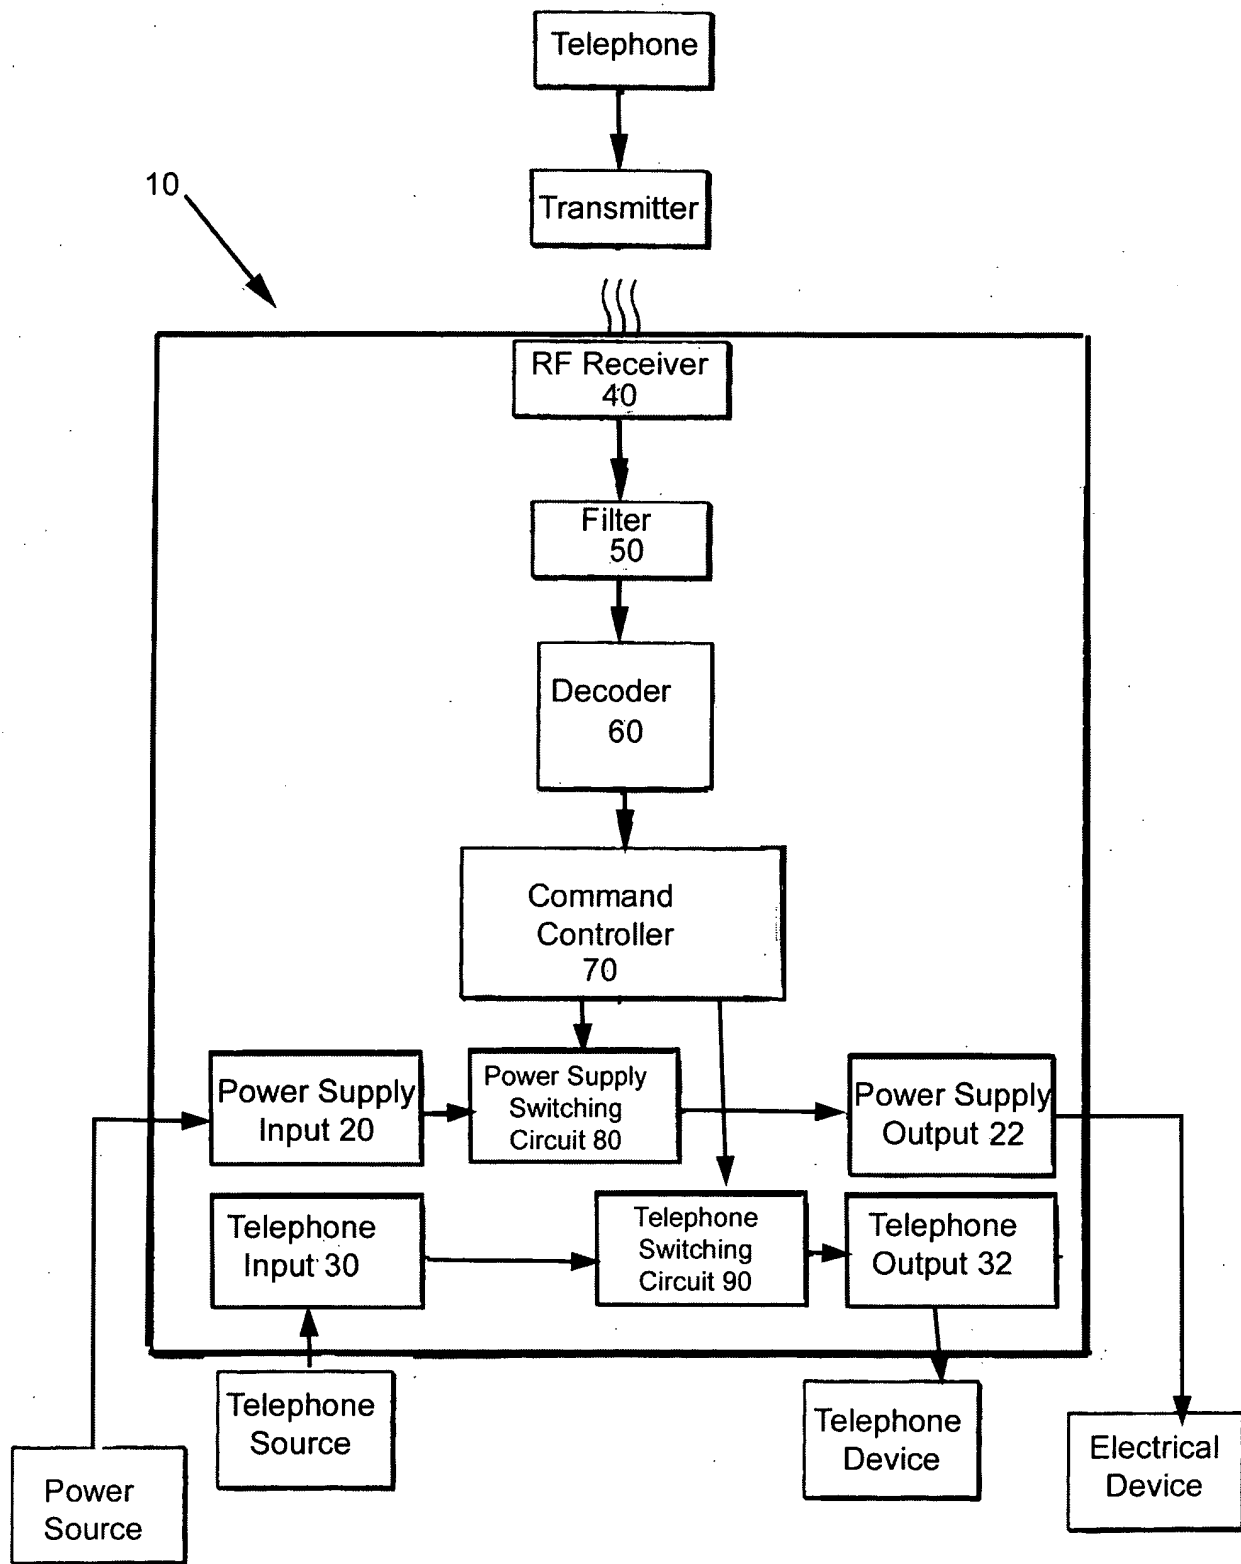 Telephone
10
Transmitter
RF Receiver
40
Filter
50
Decoder
60
Command
Controller
70
Power Supply
Input 20
Power Supply
Switching
Circuit 80
Power Supply
Output 22
Telephone
Input 30
Telephone
Switching
Circuit 90
Telephone
Output 32
Telephone
Source
Telephone
Device
Electrical
Device
Power
Source